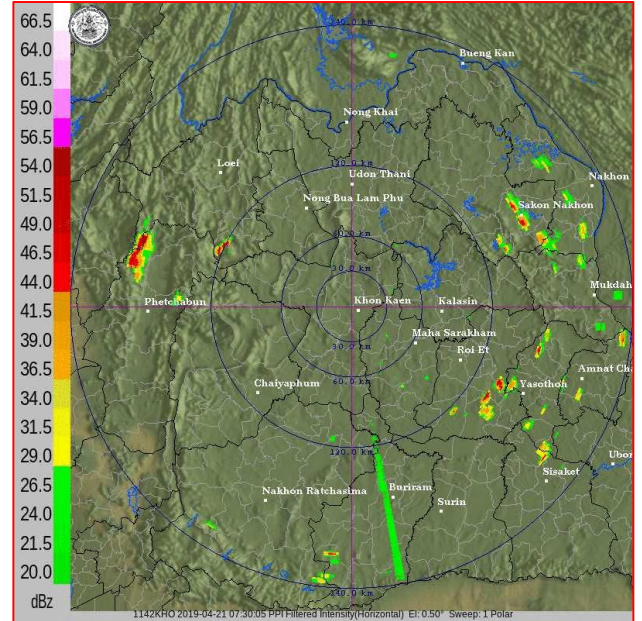 66.5
64.0
61.5
59.0
56.5
54.0
51.5
49.0
46.5
44.0
41.5
39.0
36.5
34.0
31.5
29.0
26.5
24.0
21.5
20.0
dBz
240.0 km
Bueng Kan
Nong Khai
Loei
120.0 km
Udon Thani
Nakhon
Nong Bua Lam Phu
Sakon Nakhon
60.0 km
30.0 km
Mukdah
Phetchabun
Khon Kaen
Kalasin
30.0 km
Maha Sarakham
Roi Et
60.0 km
Amnat Cha
Chaiyaphum
Yasothon
120.0 km
Ubon
Sisaket
Nakhon Ratchasima
Buriram
Surin
240.0 km
1142KHO 2019-04-21 07:30:05 PPI Filtered Intensity(Horizontal) El: 0.50° Sweep: 1 Polar